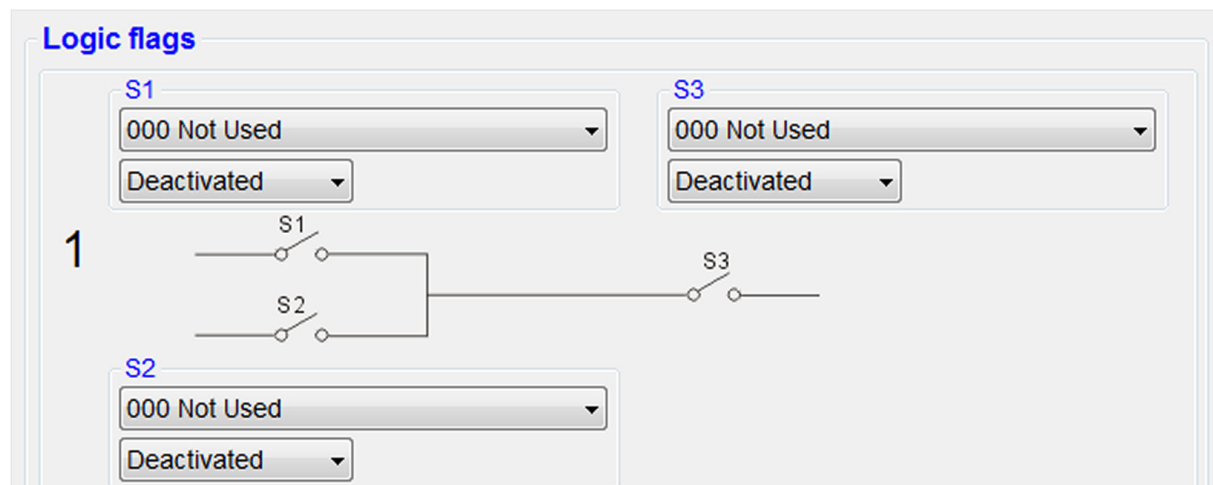 Logic flags
S1
S3
000 Not Used
000 Not Used
Deactivated
Deactivated
1
S1
S3
S2
S2
000 Not Used
Deactivated